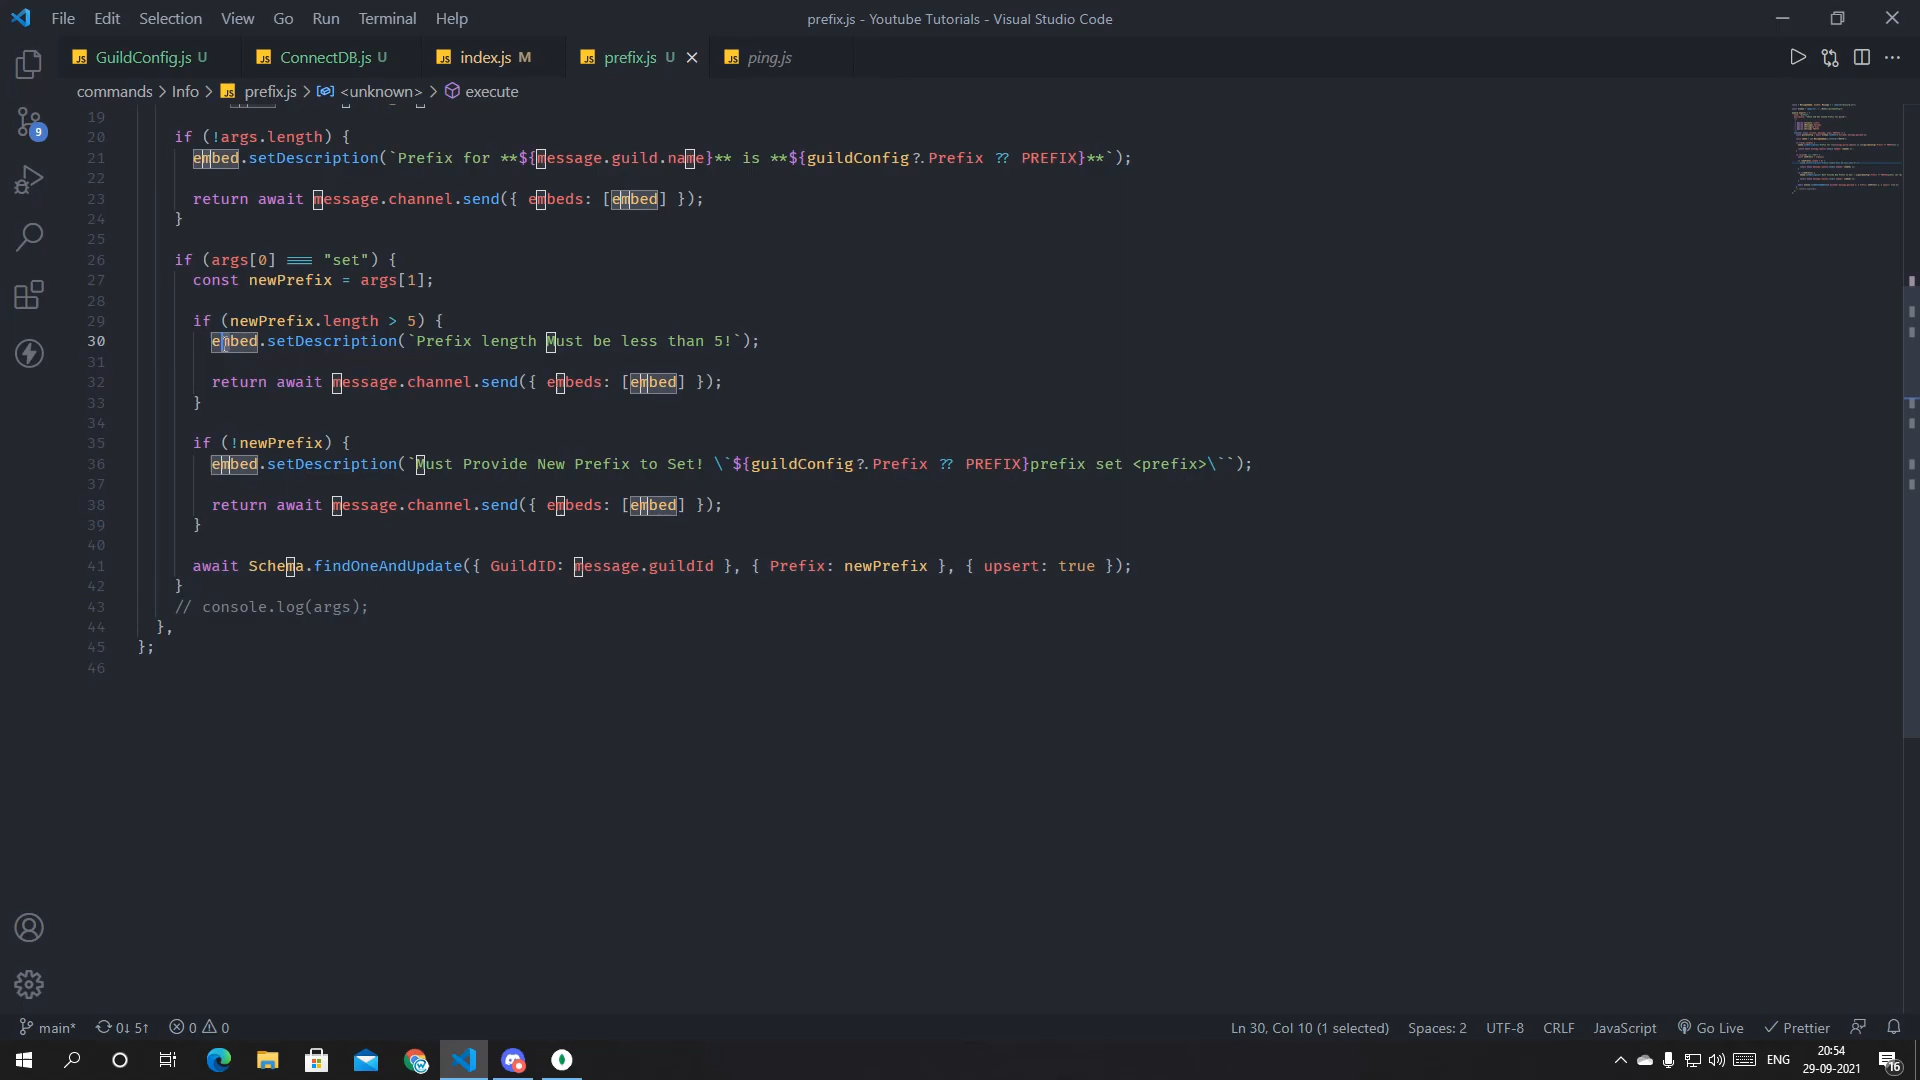 File Edit Selection View Go Run Terminal Help
prefix.js - Youtube Tutorials - Visual Studio Code
JS GuildConfig.js U JS ConnectDB.js U JS index.js M JS prefix.js U JS ping.js
commands > Info > JS prefix.js > <unknown> > execute
19
20 if (!args.length) {
21 embed.setDescription(`Prefix for **${message.guild.name}** is **${guildConfig?.Prefix ?? PREFIX}**`);
22
23 return await message.channel.send({ embeds: [embed] });
24 }
25
26 if (args[0] === "set") {
27 const newPrefix = args[1];
28
29 if (newPrefix.length > 5) {
30 embed.setDescription(`Prefix length Must be less than 5!`);
31
32 return await message.channel.send({ embeds: [embed] });
33 }
34
35 if (!newPrefix) {
36 embed.setDescription(`Must Provide New Prefix to Set! \`${guildConfig?.Prefix ?? PREFIX}prefix set <prefix>\``);
37
38 return await message.channel.send({ embeds: [embed] });
39 }
40
41 await Schema.findOneAndUpdate({ GuildID: message.guildId }, { Prefix: newPrefix }, { upsert: true });
42 }
43 // console.log(args);
44 },
45 };
46
9
main* 0↓ 5↑ 0 0
Ln 30, Col 10 (1 selected) Spaces: 2 UTF-8 CRLF JavaScript Go Live Prettier
ENG
20:54
29-09-2021
16